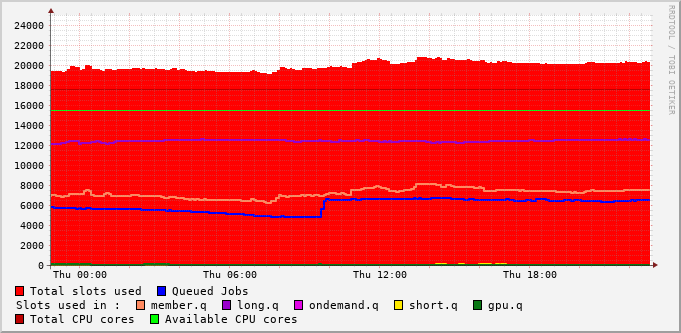 24000
22000
20000
18000
16000
14000
12000
10000
8000
6000
4000
2000
0
Thu 00:00 Thu 06:00 Thu 12:00 Thu 18:00
RRDTOOL / TOBI OETIKER
Total slots used Queued Jobs
Slots used in : member.q long.q ondemand.q short.q gpu.q
Total CPU cores Available CPU cores